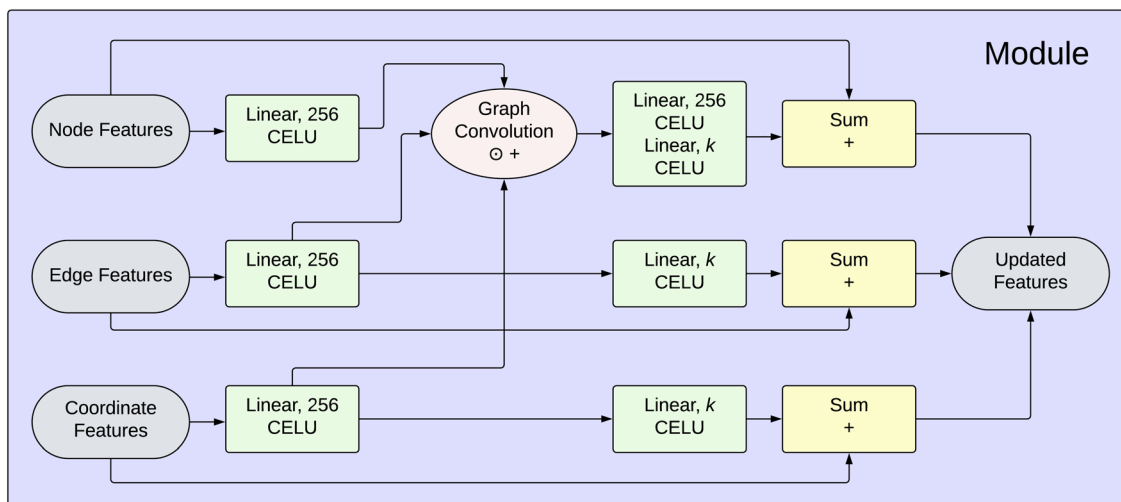 Module
Node Features
Linear, 256
CELU
Graph
Convolution
⊙ +
Linear, 256
CELU
Linear, k
CELU
Sum
+
Edge Features
Linear, 256
CELU
Linear, k
CELU
Sum
+
Updated
Features
Coordinate
Features
Linear, 256
CELU
Linear, k
CELU
Sum
+